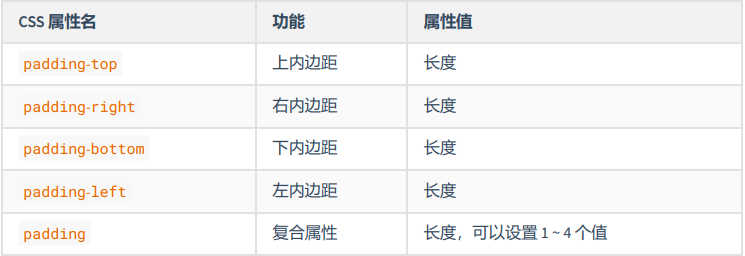 CSS 属性名 功能 属性值
padding-top 上内边距 长度
padding-right 右内边距 长度
padding-bottom 下内边距 长度
padding-left 左内边距 长度
padding 复合属性 长度，可以设置 1 ~ 4 个值